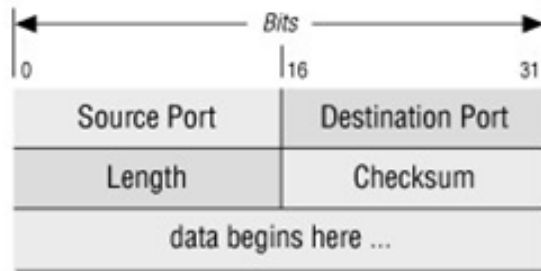 Bits
0 16 31
Source Port Destination Port
Length Checksum
data begins here ...